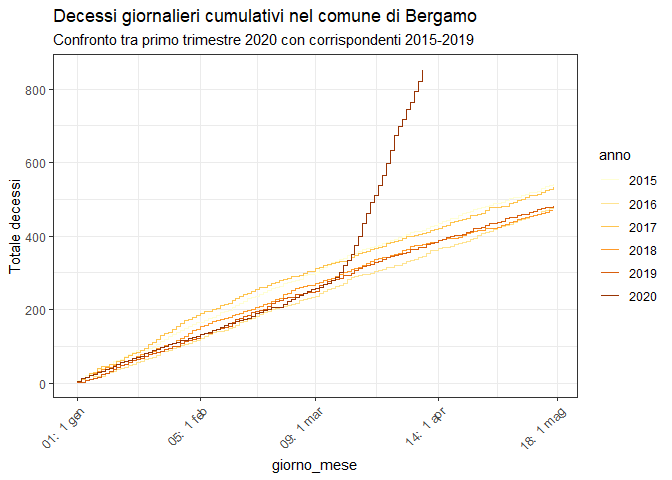 Decessi giornalieri cumulativi nel comune di Bergamo
Confronto tra primo trimestre 2020 con corrispondenti 2015-2019
Totale decessi
800
600
400
200
0
01: 1 gen
05: 1 feb
09: 1 mar
14: 1 apr
18: 1 mag
giorno_mese
anno
2015
2016
2017
2018
2019
2020